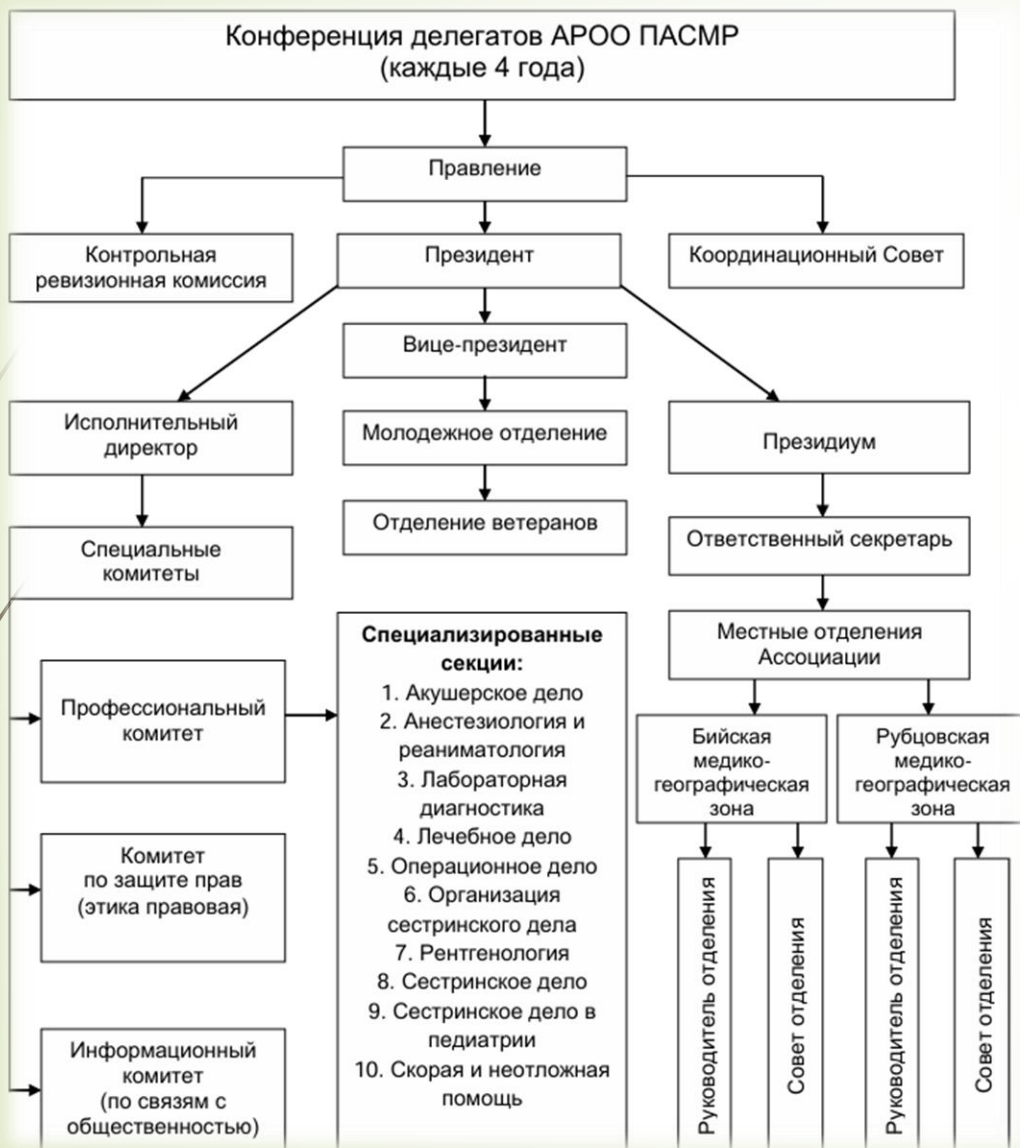 Конференция делегатов АРОО ПАСМР
(каждые 4 года)
Правление
Контрольная
ревизионная комиссия
Президент
Координационный Совет
Вице-президент
Исполнительный
директор
Молодежное отделение
Президиум
Специальные
комитеты
Отделение ветеранов
Ответственный секретарь
Местные отделения
Ассоциации
Профессиональный
комитет
Специализированные
секции:
1. Акушерское дело
2. Анестезиология и
реаниматология
3. Лабораторная
диагностика
4. Лечебное дело
5. Операционное дело
6. Организация
сестринского дела
7. Рентгенология
8. Сестринское дело
9. Сестринское дело в
педиатрии
10. Скорая и неотложная
помощь
Бийская
медико-
географическая
зона
Рубцовская
медико-
географическая
зона
Комитет
по защите прав
(этика правовая)
Информационный
комитет
(по связям с
общественностью)
Руководитель отделения
Совет отделения
Руководитель отделения
Совет отделения